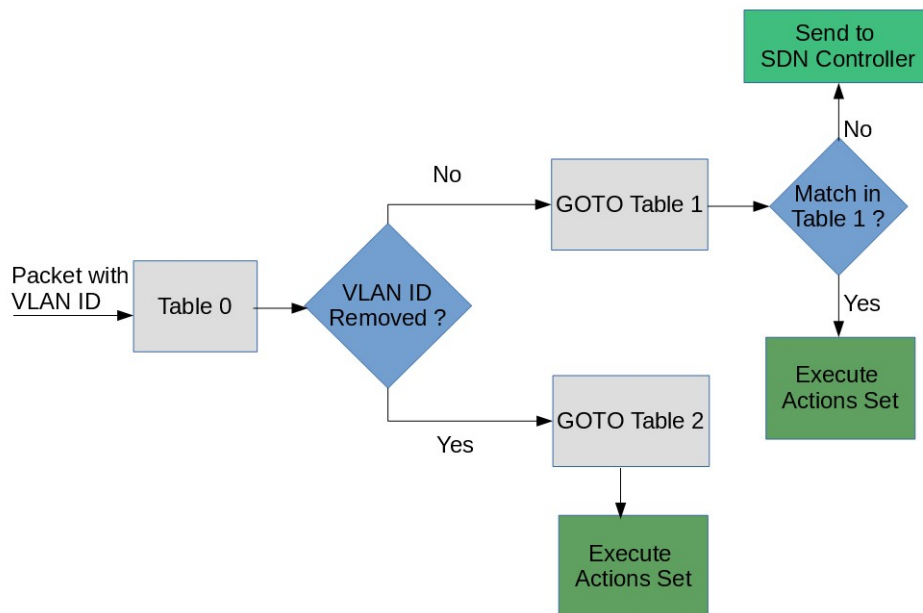 Packet with
VLAN ID
Table 0
VLAN ID
Removed ?
No
GOTO Table 1
Match in
Table 1 ?
No
Send to
SDN Controller
Yes
Execute
Actions Set
Yes
GOTO Table 2
Execute
Actions Set